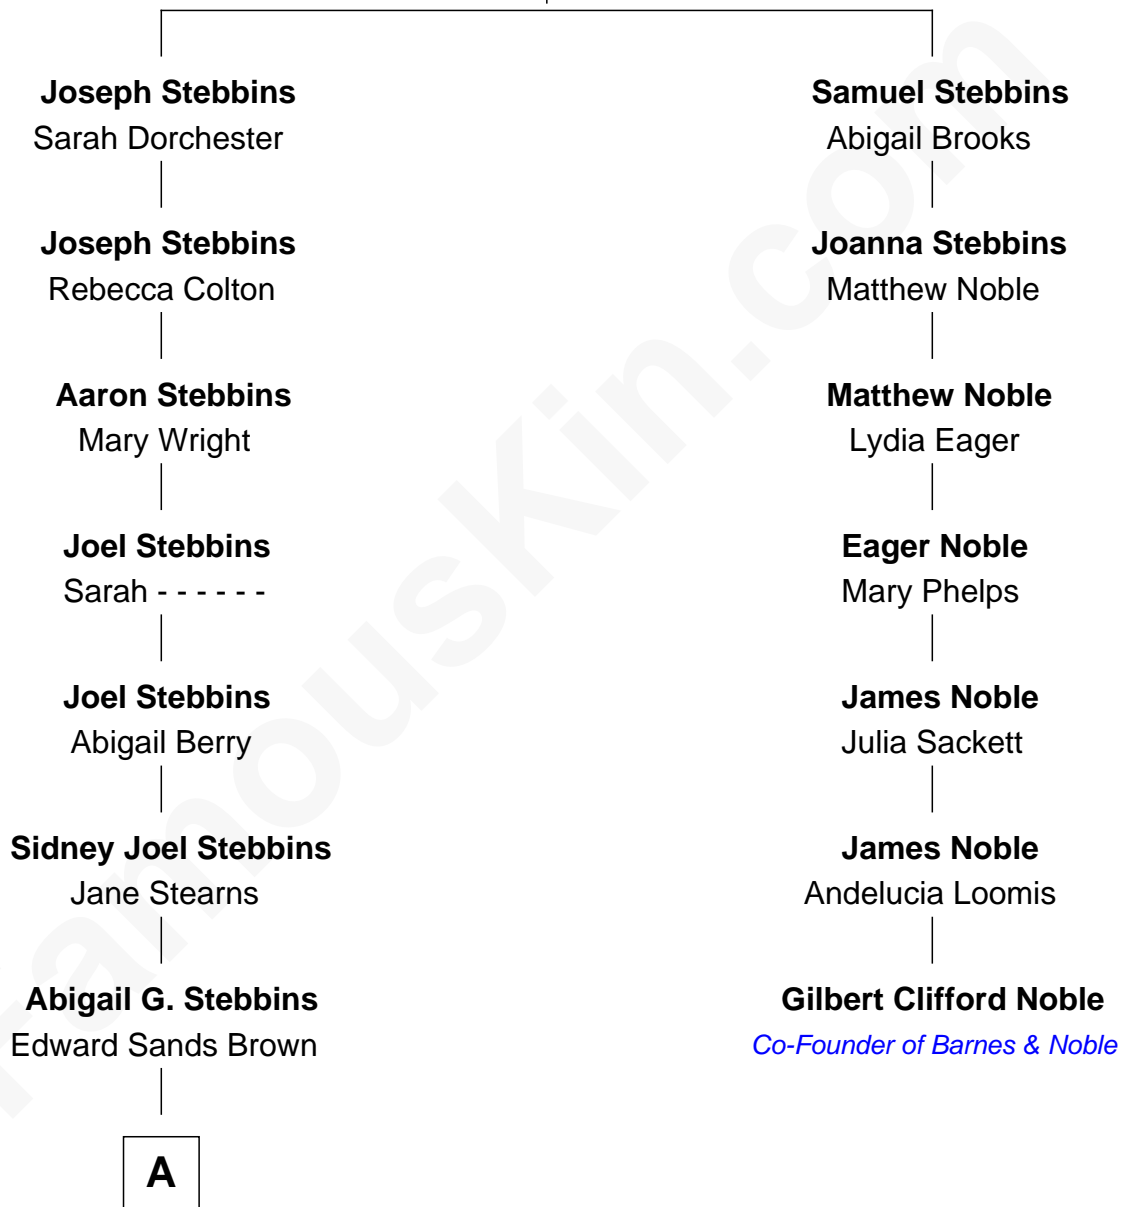 Joseph Stebbins
Sarah Dorchester
Joseph Stebbins
Rebecca Colton
Aaron Stebbins
Mary Wright
Joel Stebbins
Sarah - - - - - -
Joel Stebbins
Abigail Berry
Sidney Joel Stebbins
Jane Stearns
Abigail G. Stebbins
Edward Sands Brown
A
Samuel Stebbins
Abigail Brooks
Joanna Stebbins
Matthew Noble
Matthew Noble
Lydia Eager
Eager Noble
Mary Phelps
James Noble
Julia Sackett
James Noble
Andelucia Loomis
Gilbert Clifford Noble
Co-Founder of Barnes & Noble
FamousKin.com